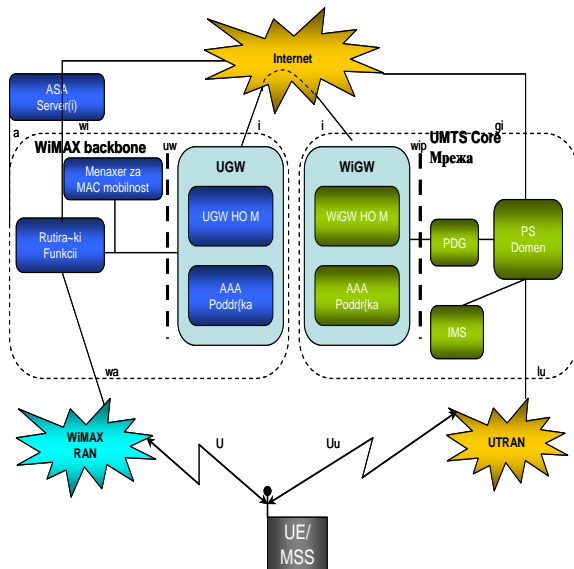 Internet
ASA
Server(i)
a
wi
i
i
gi
WiMAX backbone
uw
UGW
WiGW
wip
UMTS Core
Мрежа
Menaxer za
MAC mobilnost
UGW HO M
WiGW HO M
Rutira~ki
Funkcii
PDG
PS
Domen
AAA
Poddr{ka
AAA
Poddr{ka
IMS
wa
Iu
WiMAX
RAN
U
Uu
UTRAN
UE/
MSS